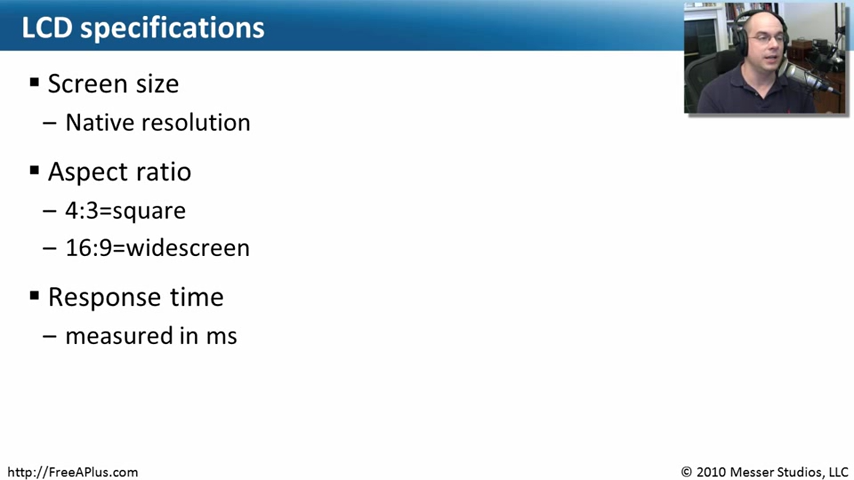 LCD specifications
▪ Screen size
– Native resolution
▪ Aspect ratio
– 4:3=square
– 16:9=widescreen
▪ Response time
– measured in ms
http://FreeAPlus.com
© 2010 Messer Studios, LLC